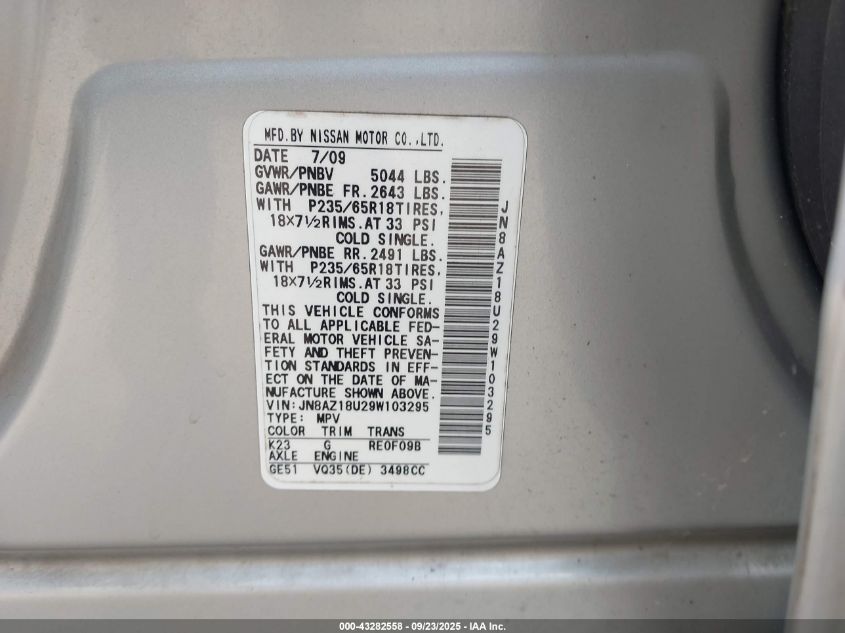 MFD.BY NISSAN MOTOR CO.,LTD.
DATE 7/09
GVWR/PNBV 5044 LBS.
GAWR/PNBE FR.2643 LBS.
WITH P235/65R18TIRES,
18×7½RIMS.AT 33 PSI
COLD SINGLE.
GAWR/PNBE RR.2491 LBS.
WITH P235/65R18TIRES,
18×7½RIMS.AT 33 PSI
COLD SINGLE.
THIS VEHICLE CONFORMS
TO ALL APPLICABLE FED-
ERAL MOTOR VEHICLE SA-
FETY AND THEFT PREVEN-
TION STANDARDS IN EFF-
ECT ON THE DATE OF MA-
NUFACTURE SHOWN ABOVE.
VIN:JN8AZ18U29W103295
TYPE: MPV
COLOR TRIM TRANS
K23 G RE0F09B
AXLE ENGINE
GE51 VQ35(DE) 3498CC
JN8AZ18U29W103295
000-43282558 - 09/23/2025 - IAA Inc.